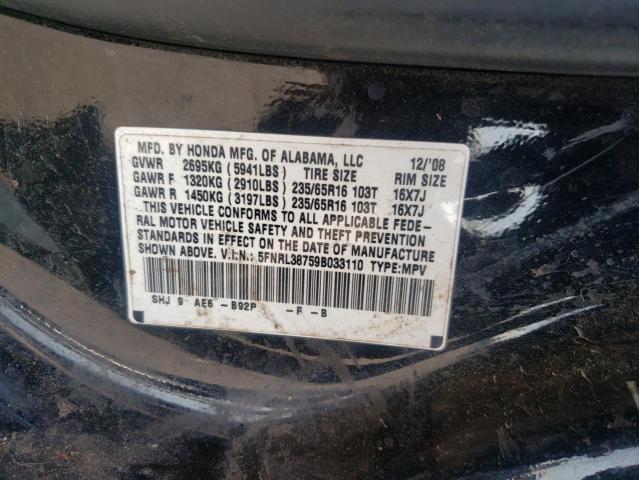 MFD. BY HONDA MFG. OF ALABAMA, LLC 12/'08
GVWR 2695KG (5941LBS) TIRE SIZE RIM SIZE
GAWR F 1320KG (2910LBS) 235/65R16 103T 16X7J
GAWR R 1450KG (3197LBS) 235/65R16 103T 16X7J
THIS VEHICLE CONFORMS TO ALL APPLICABLE FEDE-
RAL MOTOR VEHICLE SAFETY AND THEFT PREVENTION
STANDARDS IN EFFECT ON THE DATE OF MANUFACTURE
SHOWN ABOVE. V.I.N.: 5FNRL38759B033110 TYPE:MPV
SHJ 9 AE6 -B92P -F -B